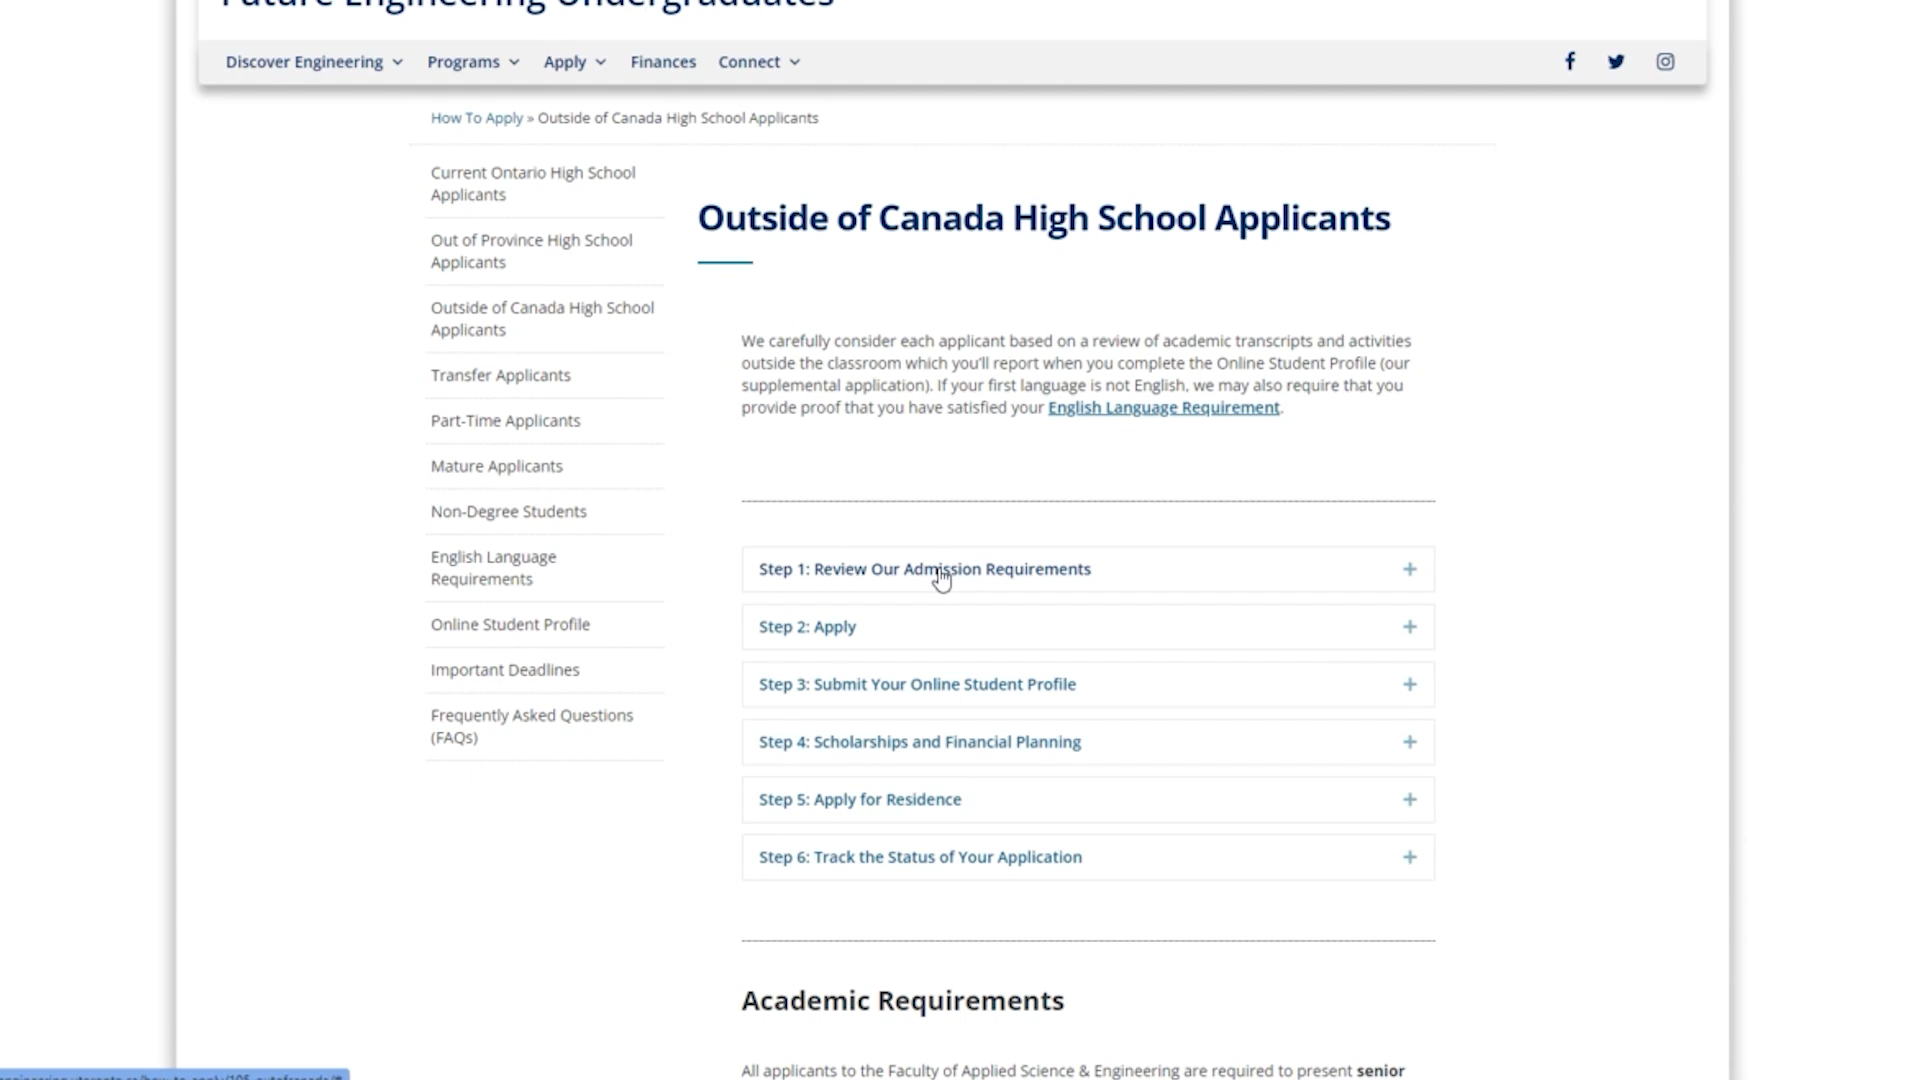 Future Engineering Undergraduates
Discover Engineering
Programs
Apply
Finances
Connect
How To Apply » Outside of Canada High School Applicants
Current Ontario High School
Applicants
Out of Province High School
Applicants
Outside of Canada High School
Applicants
Transfer Applicants
Part-Time Applicants
Mature Applicants
Non-Degree Students
English Language
Requirements
Online Student Profile
Important Deadlines
Frequently Asked Questions
(FAQs)
Outside of Canada High School Applicants
We carefully consider each applicant based on a review of academic transcripts and activities
outside the classroom which you'll report when you complete the Online Student Profile (our
supplemental application). If your first language is not English, we may also require that you
provide proof that you have satisfied your English Language Requirement.
Step 1: Review Our Admission Requirements
Step 2: Apply
Step 3: Submit Your Online Student Profile
Step 4: Scholarships and Financial Planning
Step 5: Apply for Residence
Step 6: Track the Status of Your Application
Academic Requirements
All applicants to the Faculty of Applied Science & Engineering are required to present senior